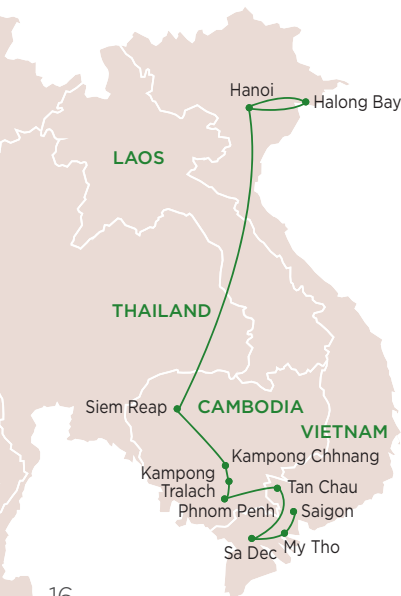 Hanoi
Halong Bay
LAOS
THAILAND
Siem Reap
CAMBODIA
VIETNAM
Kampong Chhnang
Kampong
Tralach
Tan Chau
Phnom Penh
Saigon
Sa Dec
My Tho
16